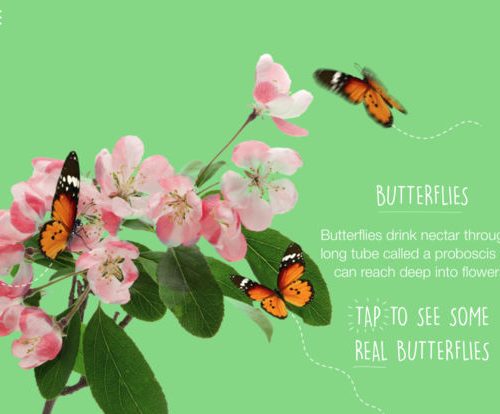 BUTTERFLIES
Butterflies drink nectar through
long tube called a proboscis
can reach deep into flower
TAP TO SEE SOME
REAL BUTTERFLIES